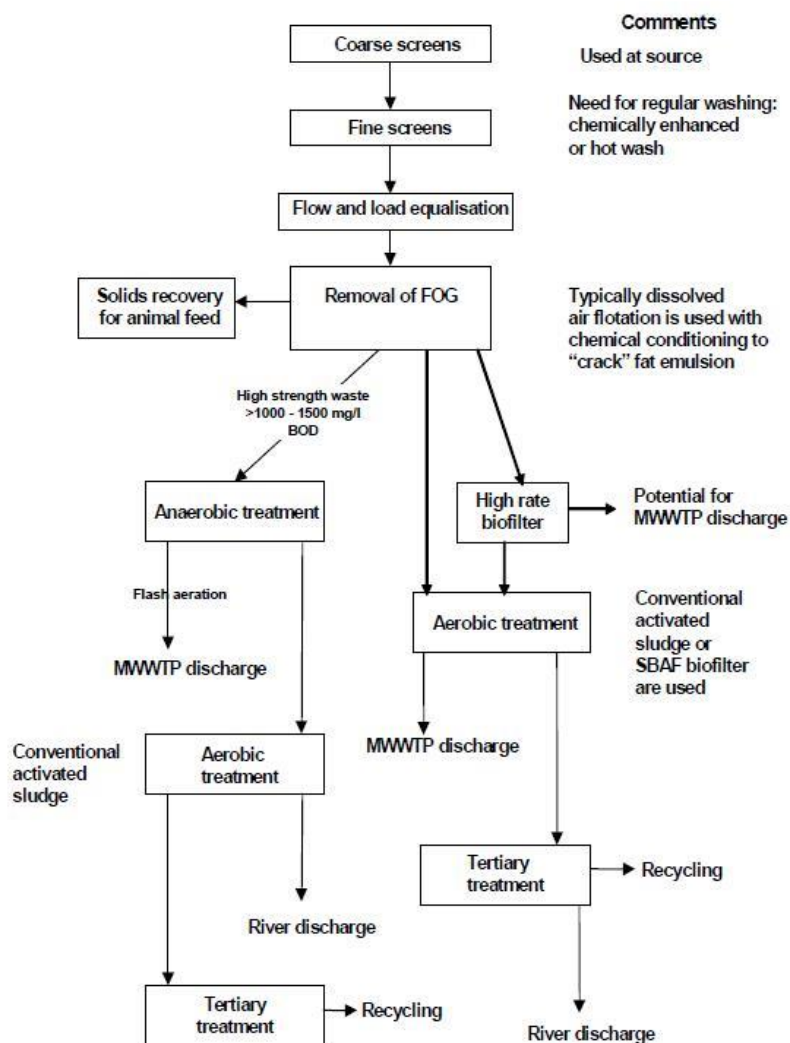 Comments
Coarse screens
Used at source
Need for regular washing:
chemically enhanced
or hot wash
Fine screens
Flow and load equalisation
Solids recovery
for animal feed
Removal of FOG
Typically dissolved
air flotation is used with
chemical conditioning to
“crack” fat emulsion
High strength waste
>1000 - 1500 mg/l
BOD
Anaerobic treatment
High rate
biofilter
Potential for
MWWTP discharge
Flash aeration
Aerobic treatment
Conventional
activated
sludge or
SBAF biofilter
are used
MWWTP discharge
MWWTP discharge
Conventional
activated
sludge
Aerobic
treatment
Tertiary
treatment
Recycling
River discharge
Tertiary
treatment
Recycling
River discharge